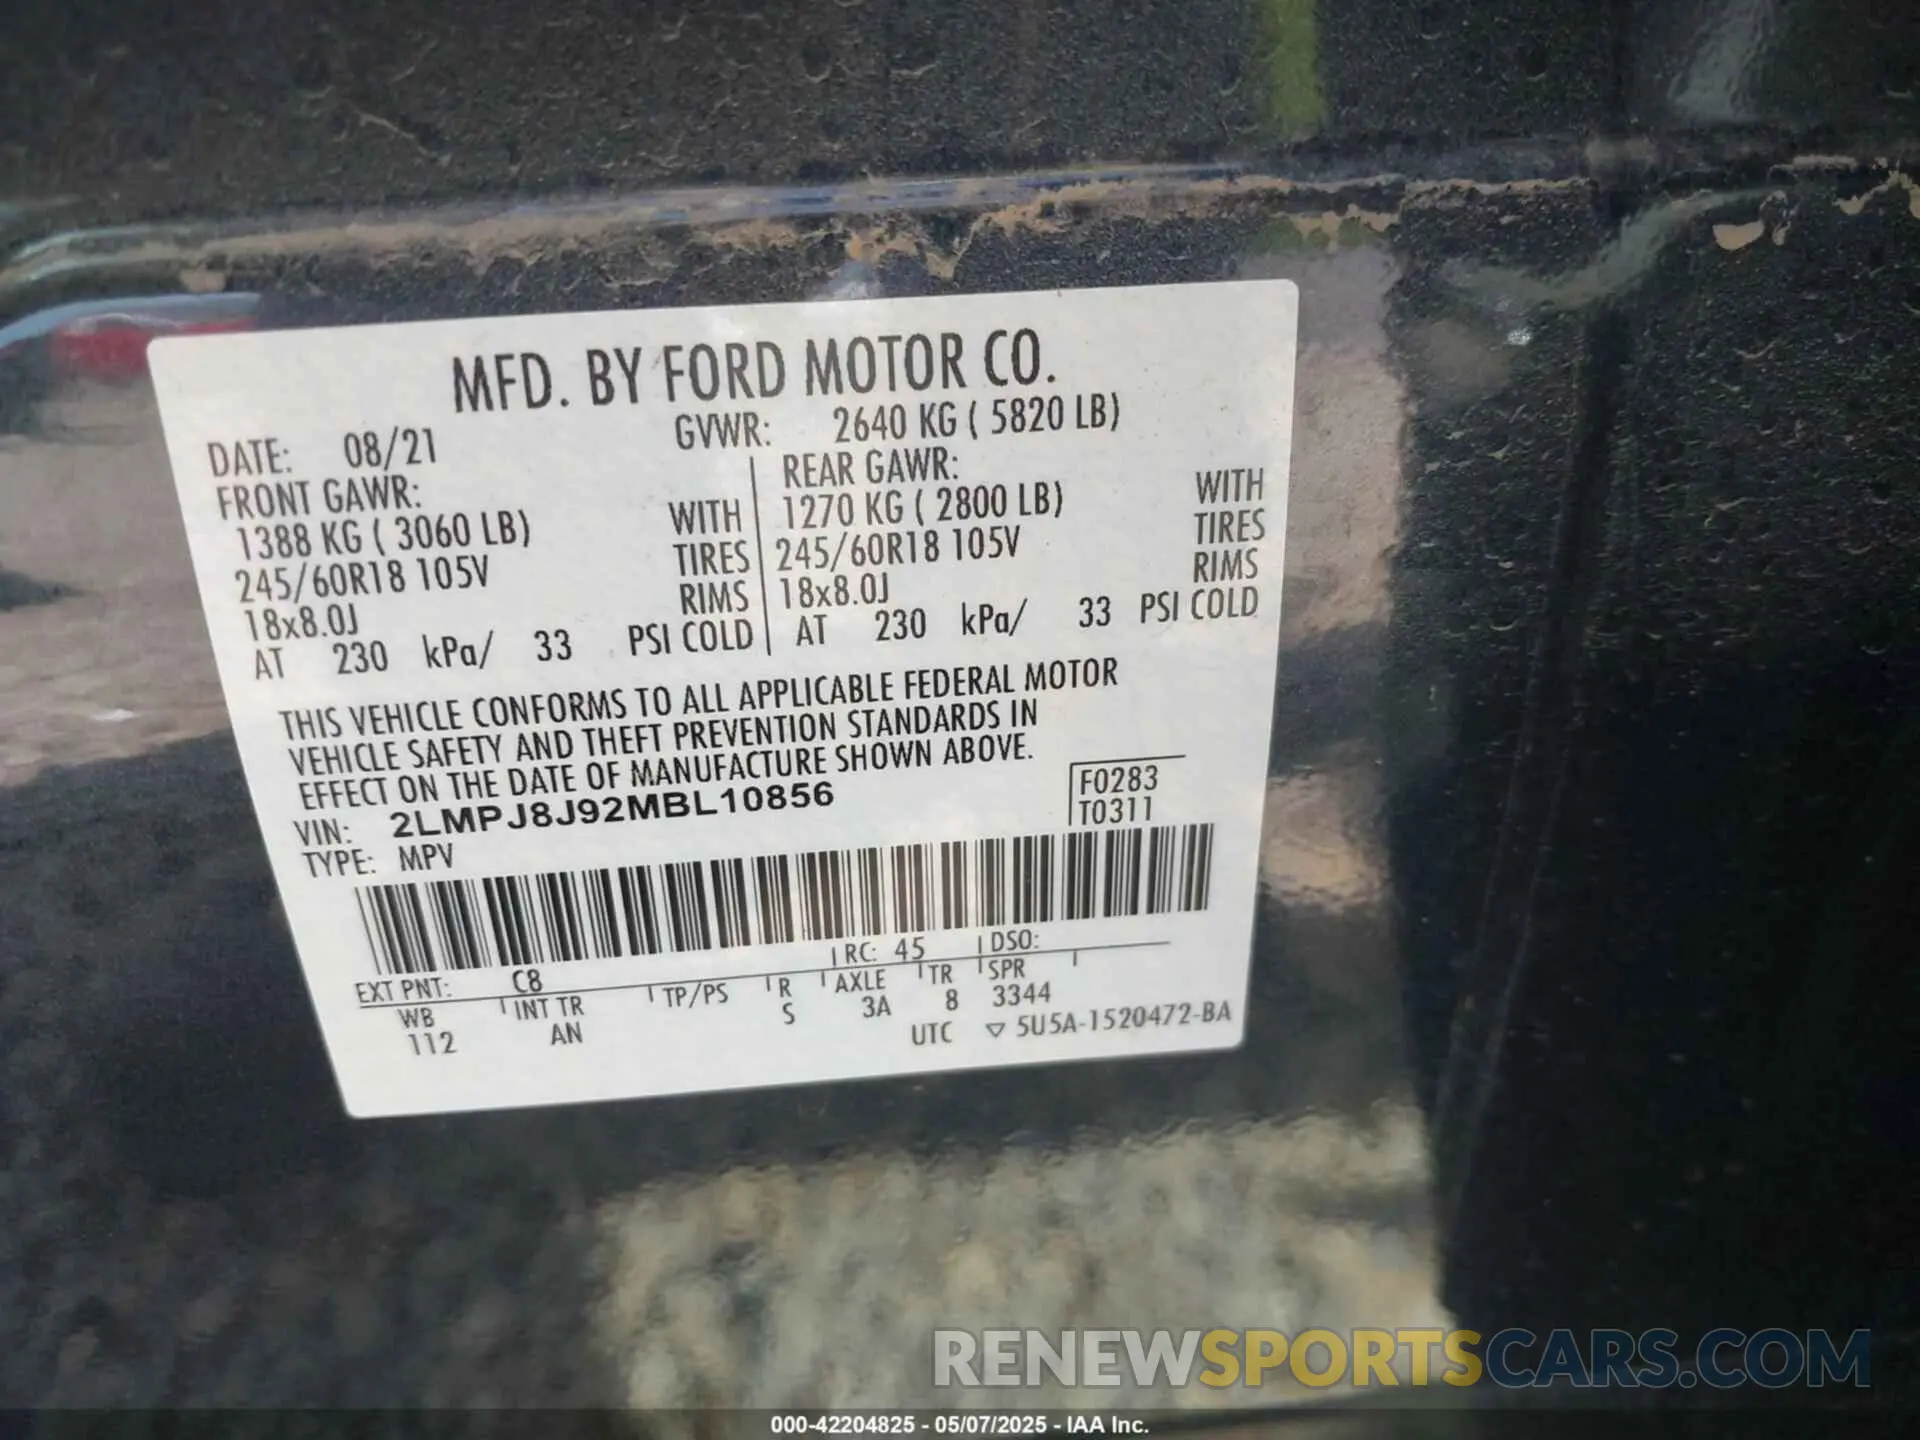 MFD. BY FORD MOTOR CO.
DATE: 08/21 GVWR: 2640 KG ( 5820 LB)
FRONT GAWR: REAR GAWR:
1388 KG ( 3060 LB) WITH 1270 KG ( 2800 LB) WITH
245/60R18 105V TIRES 245/60R18 105V TIRES
18x8.0J RIMS 18x8.0J RIMS
AT 230 kPa/ 33 PSI COLD AT 230 kPa/ 33 PSI COLD
THIS VEHICLE CONFORMS TO ALL APPLICABLE FEDERAL MOTOR
VEHICLE SAFETY AND THEFT PREVENTION STANDARDS IN
EFFECT ON THE DATE OF MANUFACTURE SHOWN ABOVE.
VIN: 2LMPJ8J92MBL10856 F0283
TYPE: MPV T0311
EXT PNT: C8 RC: 45 DSO:
WB INT TR TP/PS R AXLE TR SPR
112 AN S 3A 8 3344
UTC ▽ 5U5A-1520472-BA
RENEWSPORTSCARS.COM
000-42204825 - 05/07/2025 - IAA Inc.